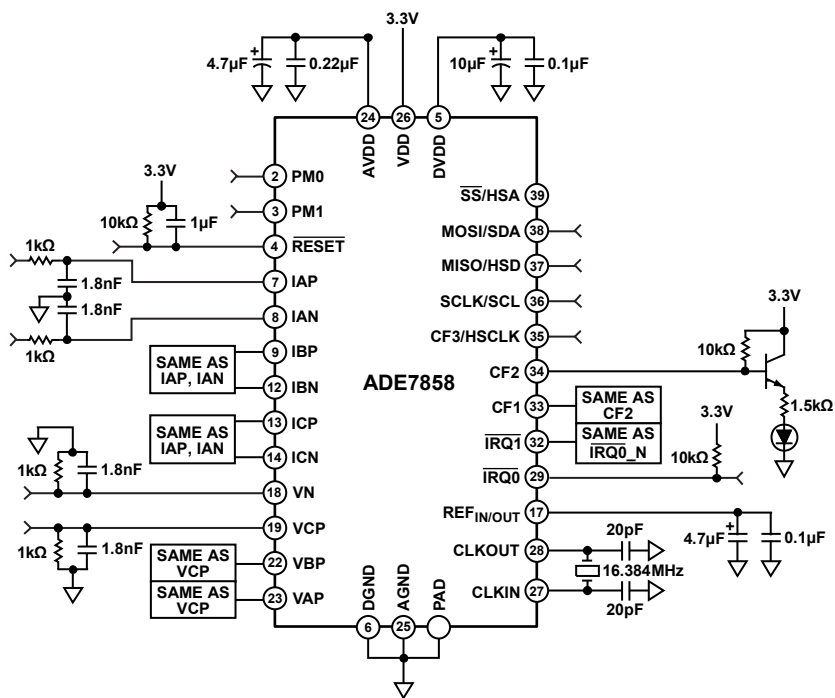 3.3V
4.7µF
0.22µF
10µF
0.1µF
24
26
5
AVDD
VDD
DVDD
2 PM0
3 PM1
3.3V
10kΩ
1µF
4 RESET
1kΩ
7 IAP
1.8nF
1.8nF
8 IAN
1kΩ
9 IBP
SAME AS
IAP, IAN
12 IBN
13 ICP
SAME AS
IAP, IAN
14 ICN
1kΩ
1.8nF
18 VN
19 VCP
1kΩ
1.8nF
SAME AS
VCP
22 VBP
SAME AS
VCP
23 VAP
ADE7858
SS/HSA 39
MOSI/SDA 38
MISO/HSD 37
SCLK/SCL 36
CF3/HSCLK 35
3.3V
10kΩ
CF2 34
1.5kΩ
CF1 33
SAME AS
CF2
IRQ1 32
SAME AS
IRQ0_N
3.3V
10kΩ
IRQ0 29
REFIN/OUT 17
4.7µF
0.1µF
20pF
CLKOUT 28
16.384MHz
CLKIN 27
20pF
DGND
AGND
PAD
6
25